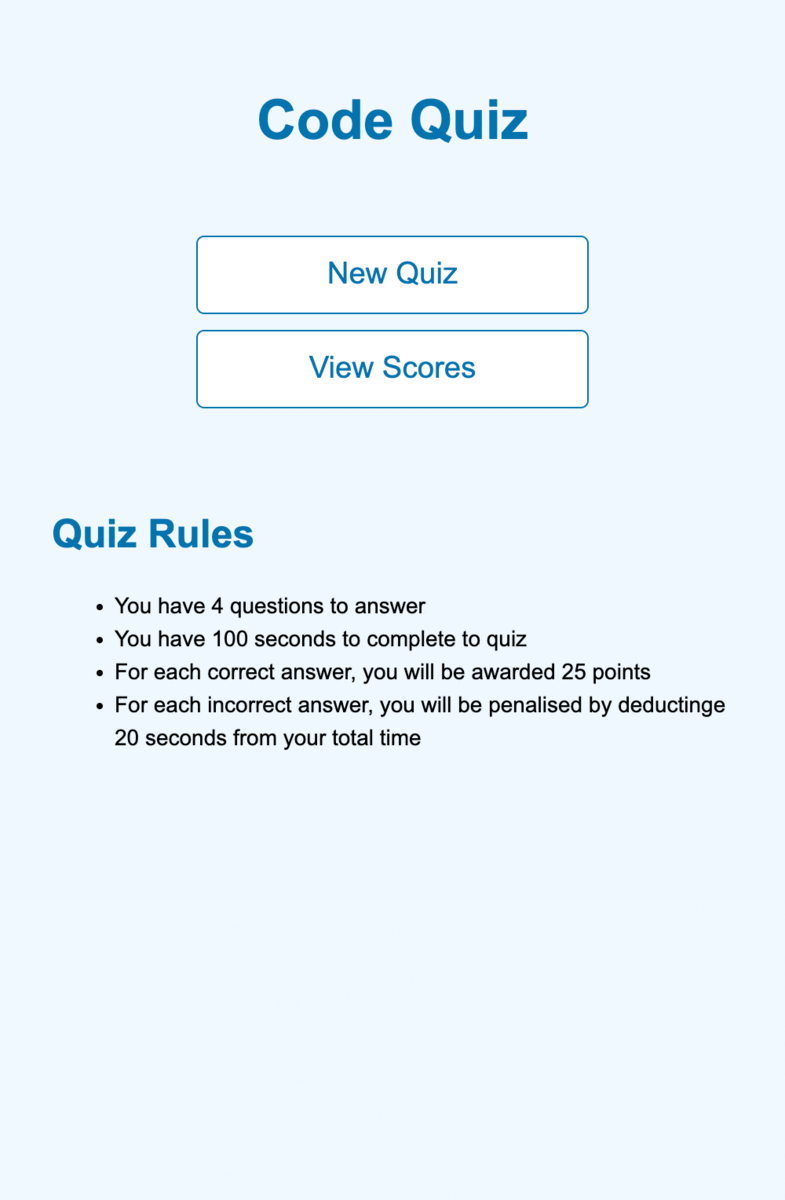 Code Quiz
New Quiz
View Scores
Quiz Rules
• You have 4 questions to answer
• You have 100 seconds to complete to quiz
• For each correct answer, you will be awarded 25 points
• For each incorrect answer, you will be penalised by deductinge
20 seconds from your total time